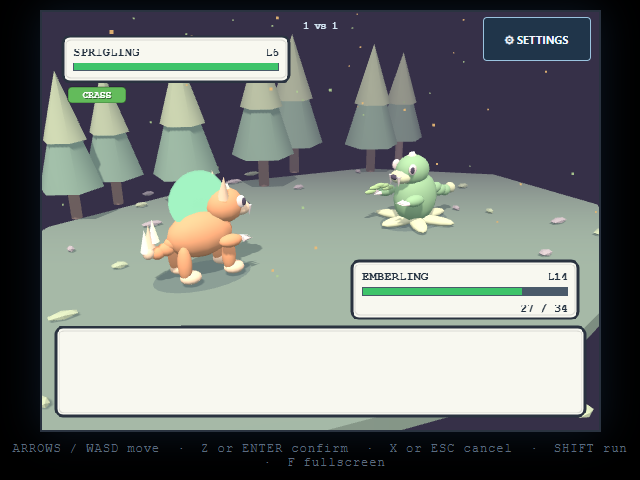 1 vs 1
⚙ SETTINGS
SPRIGLING L6
GRASS
EMBERLING L14
27 / 34
ARROWS / WASD move · Z or ENTER confirm · X or ESC cancel · SHIFT run
· F fullscreen